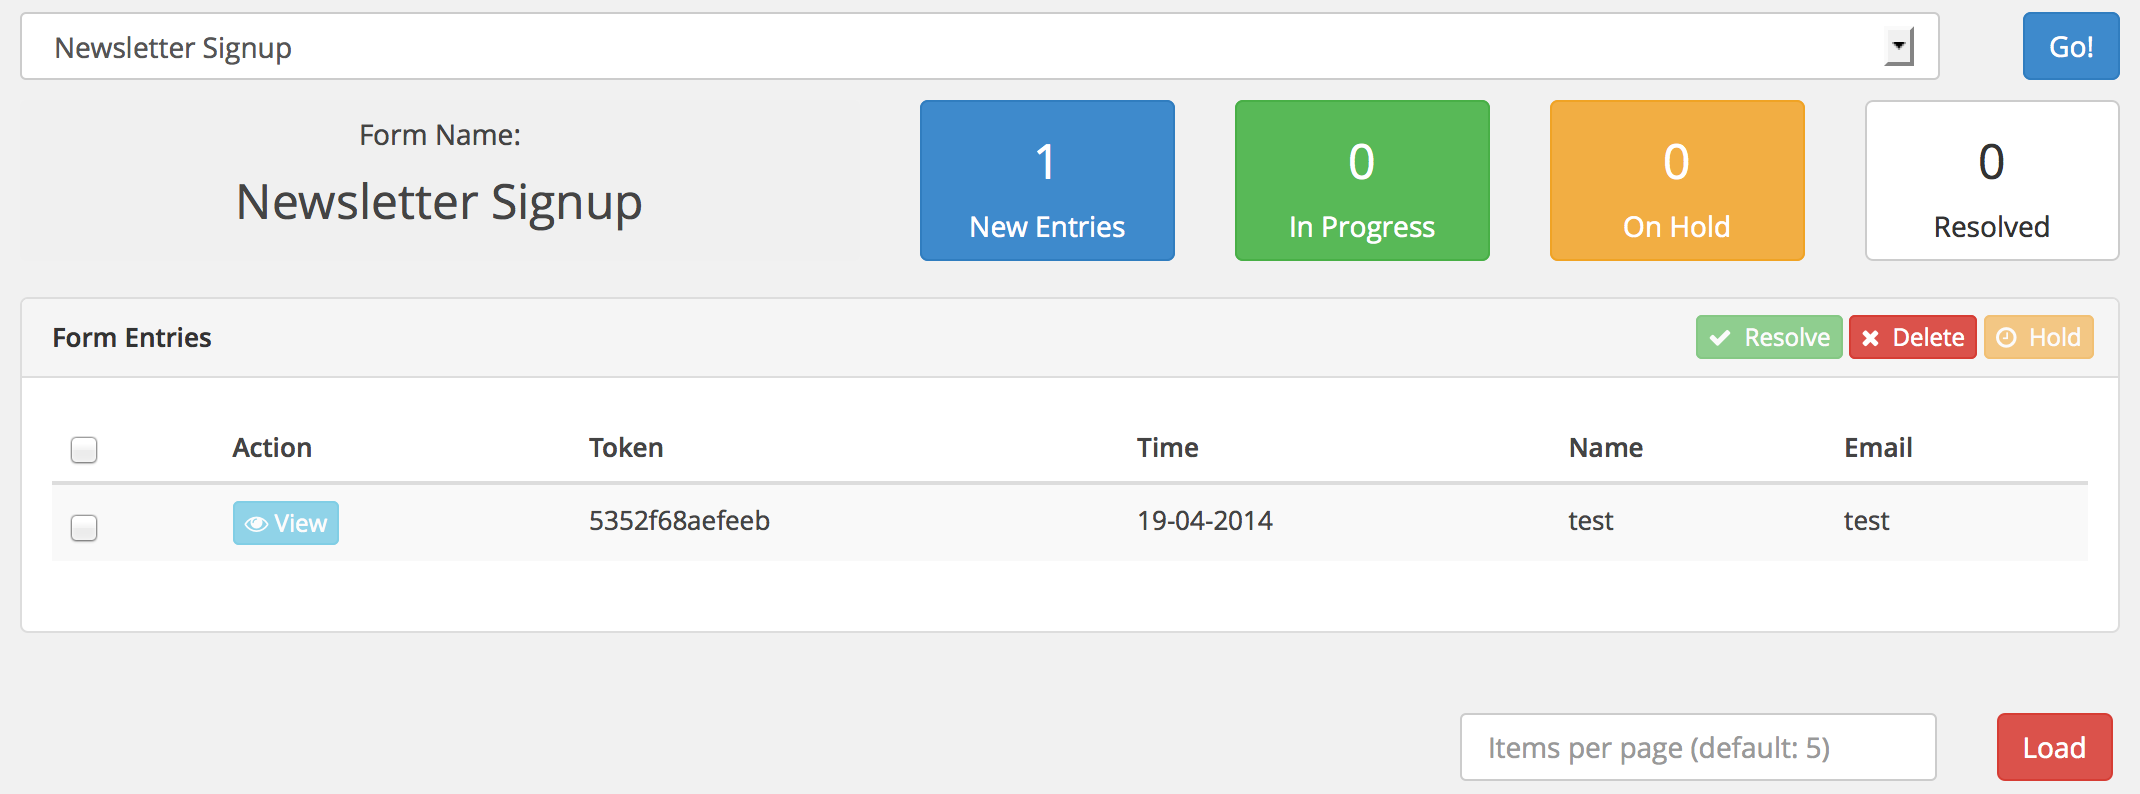 Newsletter Signup
Go!
Form Name:
Newsletter Signup
1
New Entries
0
In Progress
0
On Hold
0
Resolved
Form Entries
Resolve
Delete
Hold
Action Token Time Name Email
View 5352f68aefeeb 19-04-2014 test test
Items per page (default: 5)
Load